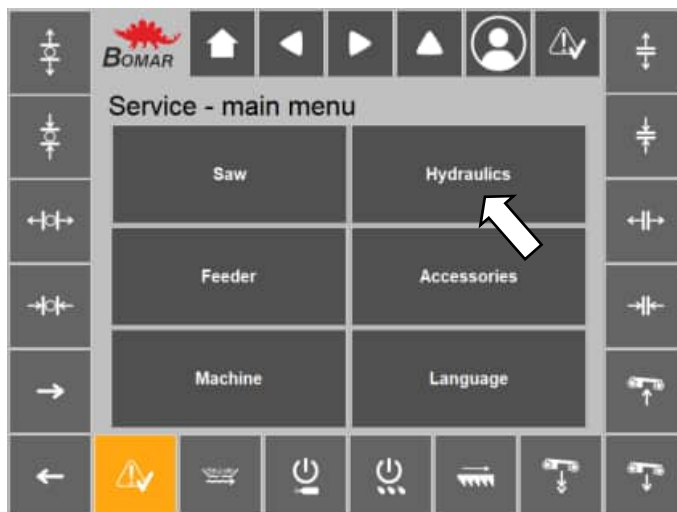 BOMAR
Service - main menu
Saw
Hydraulics
Feeder
Accessories
Machine
Language